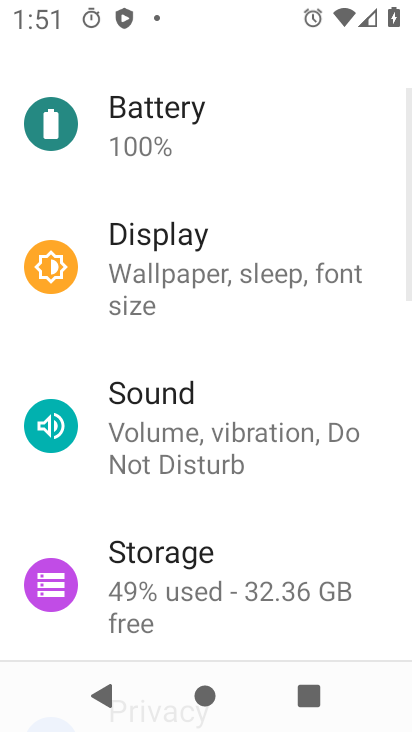 1:51
Battery
100%
Display
Wallpaper, sleep, font
size
Sound
Volume, vibration, Do
Not Disturb
Storage
49% used - 32.36 GB
free
Privacy